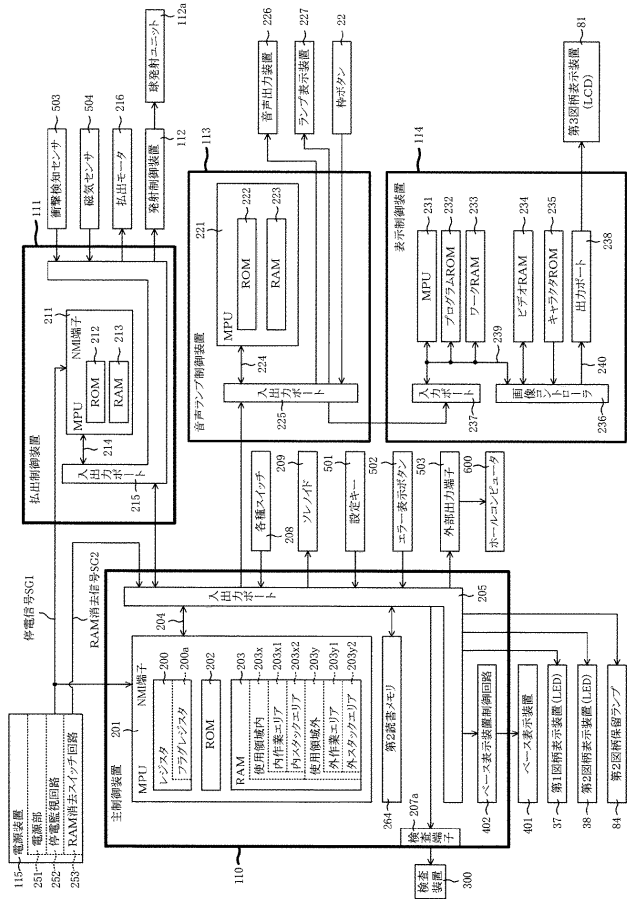 115
電源装置
251
電源部
252
停電監視回路
253
RAM消去スイッチ回路
停電信号SG1
RAM消去信号SG2
110
主制御装置
201
MPU
NMI端子
レジスタ
200
フラグレジスタ
200a
ROM
202
RAM
203
使用領域内
203x
内作業エリア
203x1
内スタックエリア
203x2
使用領域外
203y
外作業エリア
203y1
外スタックエリア
203y2
204
入出力ポート
205
第2読書メモリ
264
207a
検査端子
検査装置
300
ベース表示装置制御回路
402
ベース表示装置
401
第1図柄表示装置(LED)
37
第2図柄表示装置(LED)
38
第2図柄保留ランプ
84
各種スイッチ
208
ソレノイド
209
設定キー
501
エラー表示ボタン
502
外部出力端子
503
ホールコンピュータ
600
払出制御装置
111
211
MPU
NMI端子
ROM
212
RAM
213
214
入出力ポート
215
衝撃検知センサ
503
磁気センサ
504
払出モータ
216
発射制御装置
112
球発射ユニット
112a
音声ランプ制御装置
113
221
MPU
ROM
222
RAM
223
224
入出力ポート
225
音声出力装置
226
ランプ表示装置
227
枠ボタン
22
表示制御装置
114
MPU
231
プログラムROM
232
ワークRAM
233
ビデオRAM
234
キャラクタROM
235
出力ポート
238
239
240
入力ポート
237
画像コントローラ
236
第3図柄表示装置
(LCD)
81